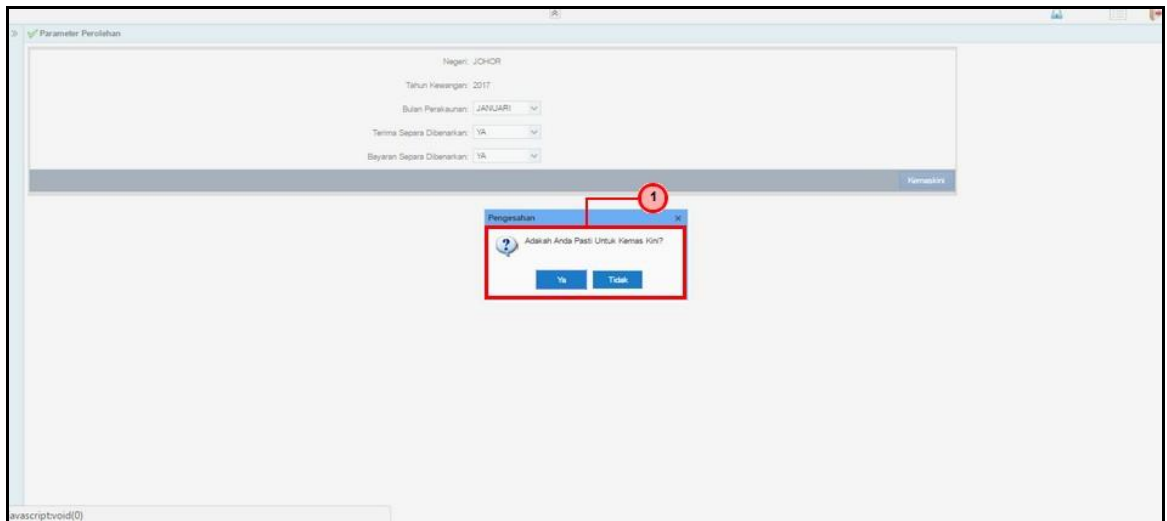 Parameter Perolehan
Negeri: JOHOR
Tahun Kewangan: 2017
Bulan Perakaunan: JANUARI
Terima Separa Dibenarkan: YA
Bayaran Separa Dibenarkan: YA
Kemaskini
1
Pengesahan
Adakah Anda Pasti Untuk Kemas Kini?
Ya Tidak
avascript:void(0)